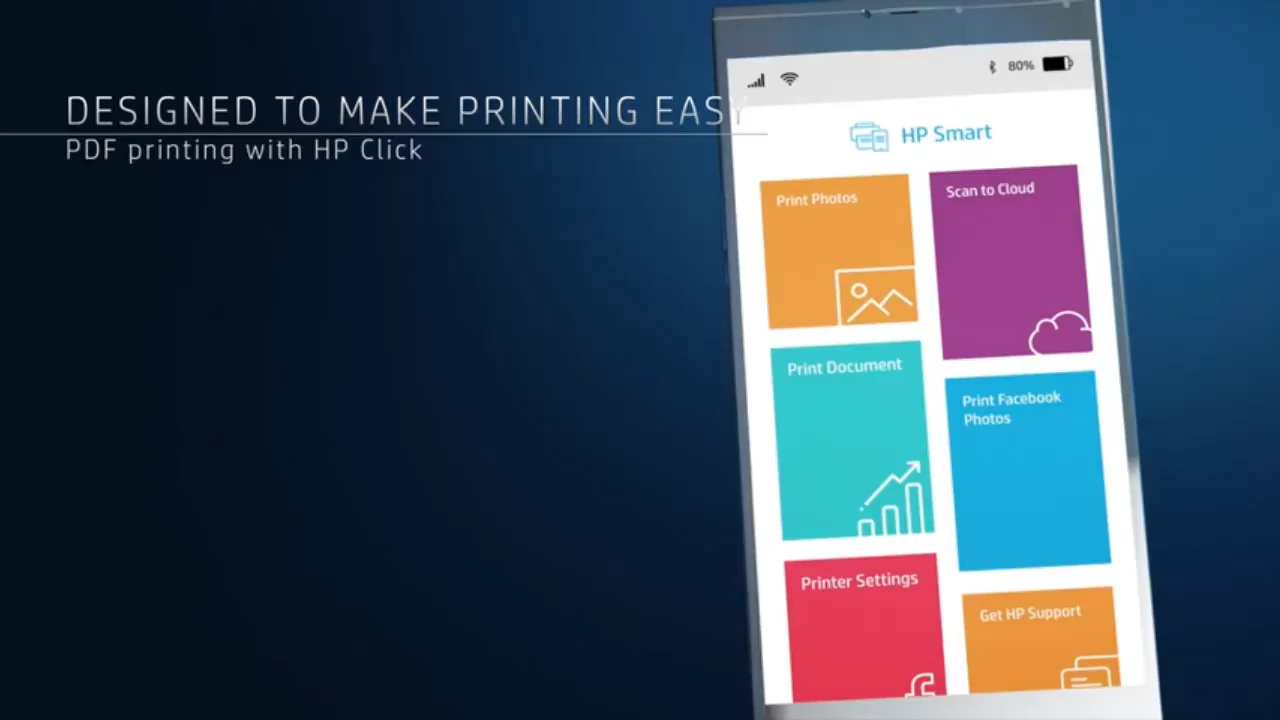 DESIGNED TO MAKE PRINTING EASY
PDF printing with HP Click
80%
HP Smart
Print Photos
Scan to Cloud
Print Document
Print Facebook
Photos
Printer Settings
Get HP Support